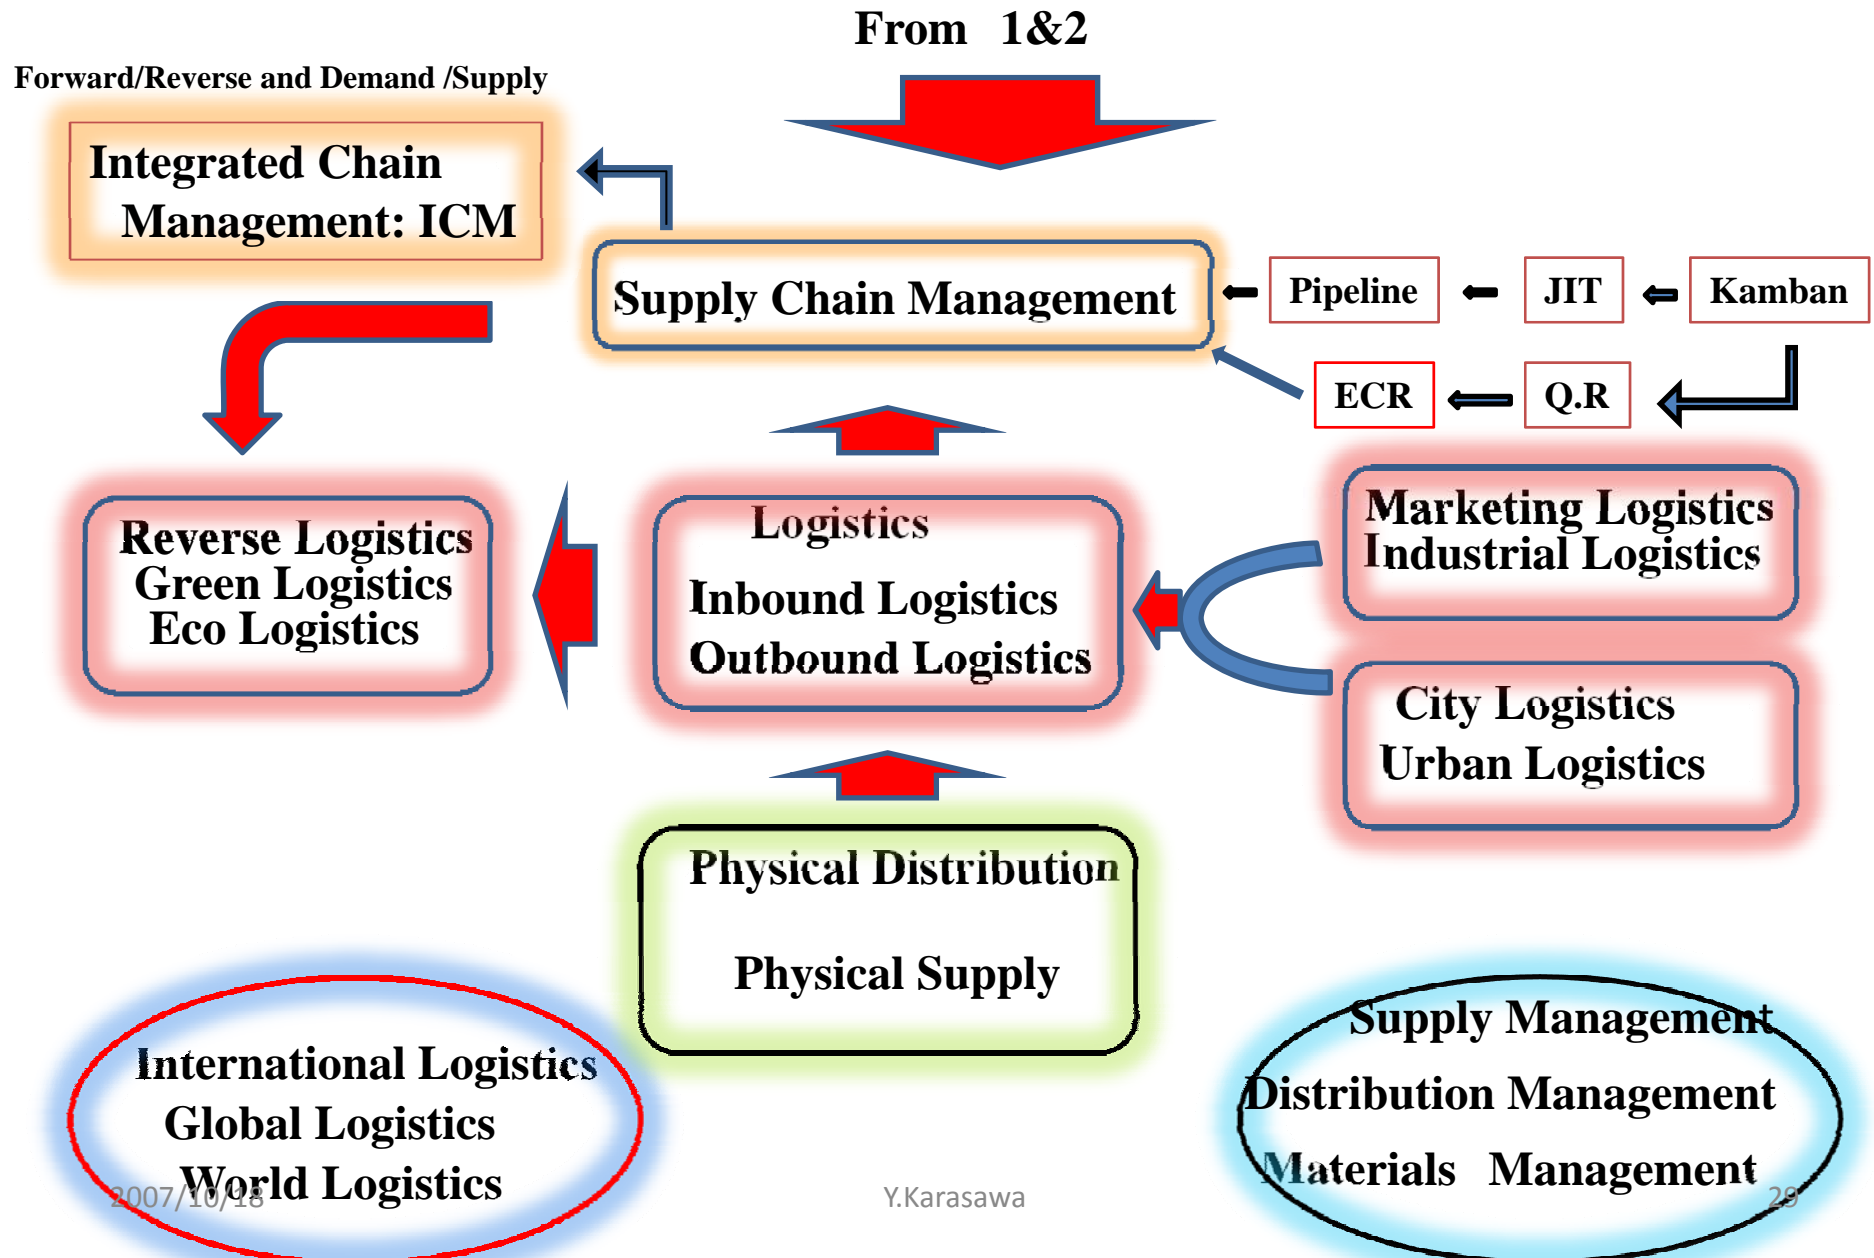 From 1&2
Forward/Reverse and Demand /Supply
Integrated Chain
Management: ICM
Supply Chain Management
Pipeline
JIT
Kamban
ECR
Q.R
Reverse Logistics
Green Logistics
Eco Logistics
Logistics
Inbound Logistics
Outbound Logistics
Marketing Logistics
Industrial Logistics
City Logistics
Urban Logistics
Physical Distribution
Physical Supply
International Logistics
Global Logistics
World Logistics
Supply Management
Distribution Management
Materials Management
2007/10/18
Y.Karasawa
29